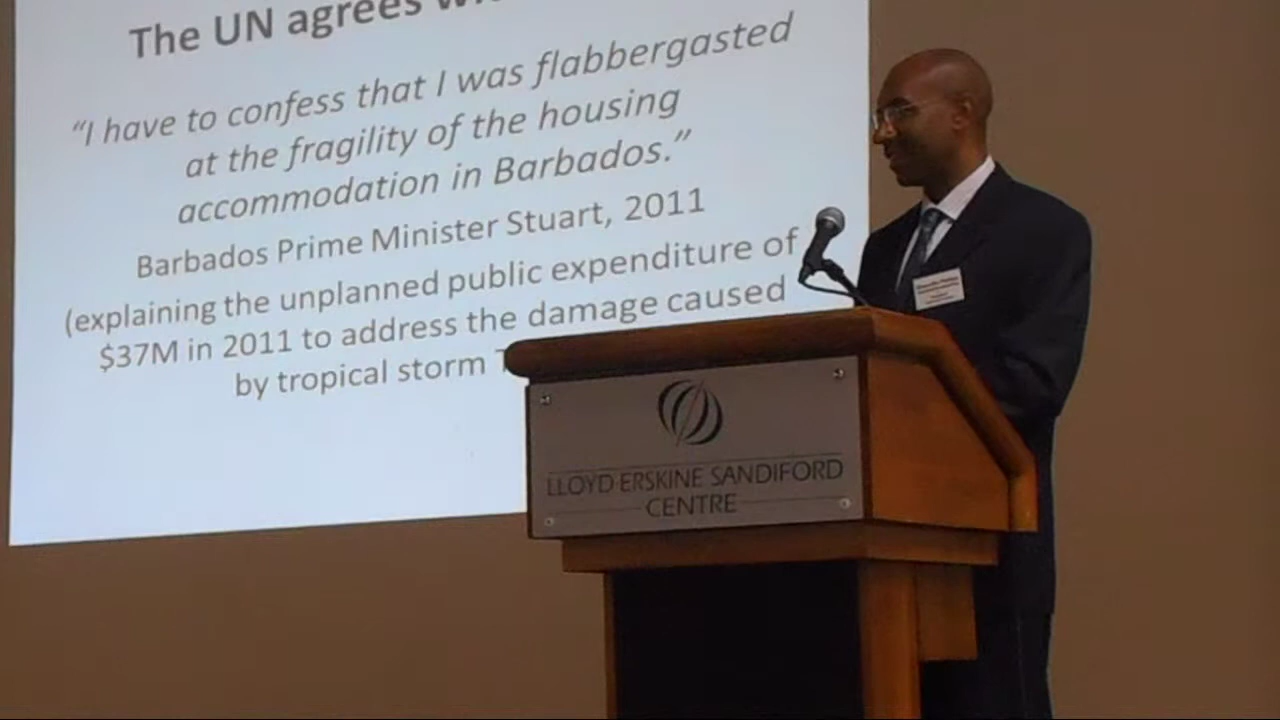 The UN agrees
“I have to confess that I was flabbergasted
at the fragility of the housing
accommodation in Barbados.”
Barbados Prime Minister Stuart, 2011
(explaining the unplanned public expenditure of
$37M in 2011 to address the damage caused
by tropical storm
LLOYD ERSKINE SANDIFORD
CENTRE